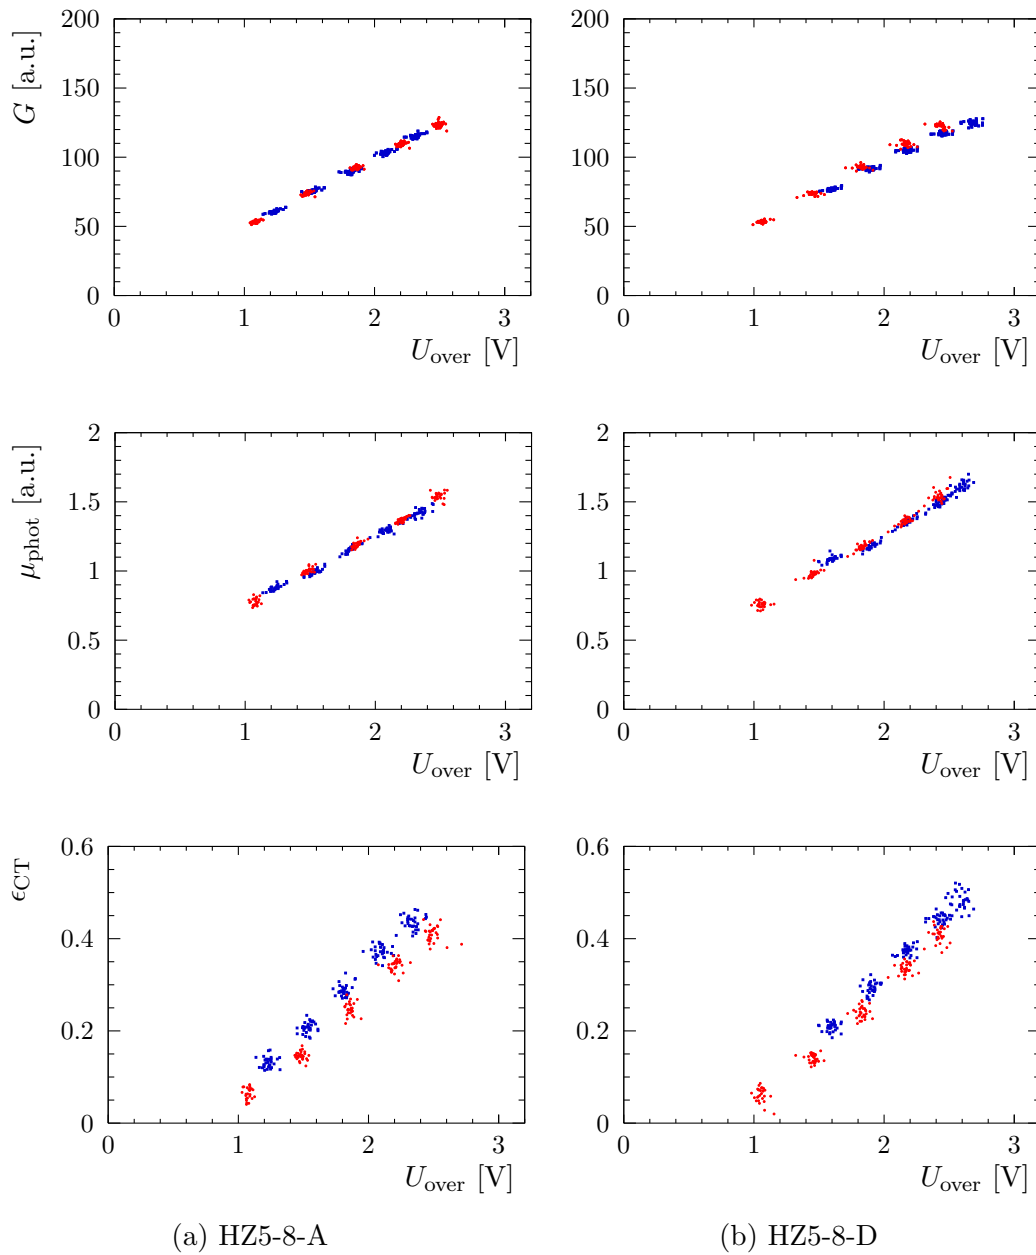 G [a.u.]
200
150
100
50
0
0 1 2 3
U_over [V]
200
150
100
50
0
0 1 2 3
U_over [V]
μ_phot [a.u.]
2
1.5
1
0.5
0
0 1 2 3
U_over [V]
2
1.5
1
0.5
0
0 1 2 3
U_over [V]
ϵ_CT
0.6
0.4
0.2
0
0 1 2 3
U_over [V]
0.6
0.4
0.2
0
0 1 2 3
U_over [V]
(a) HZ5-8-A
(b) HZ5-8-D